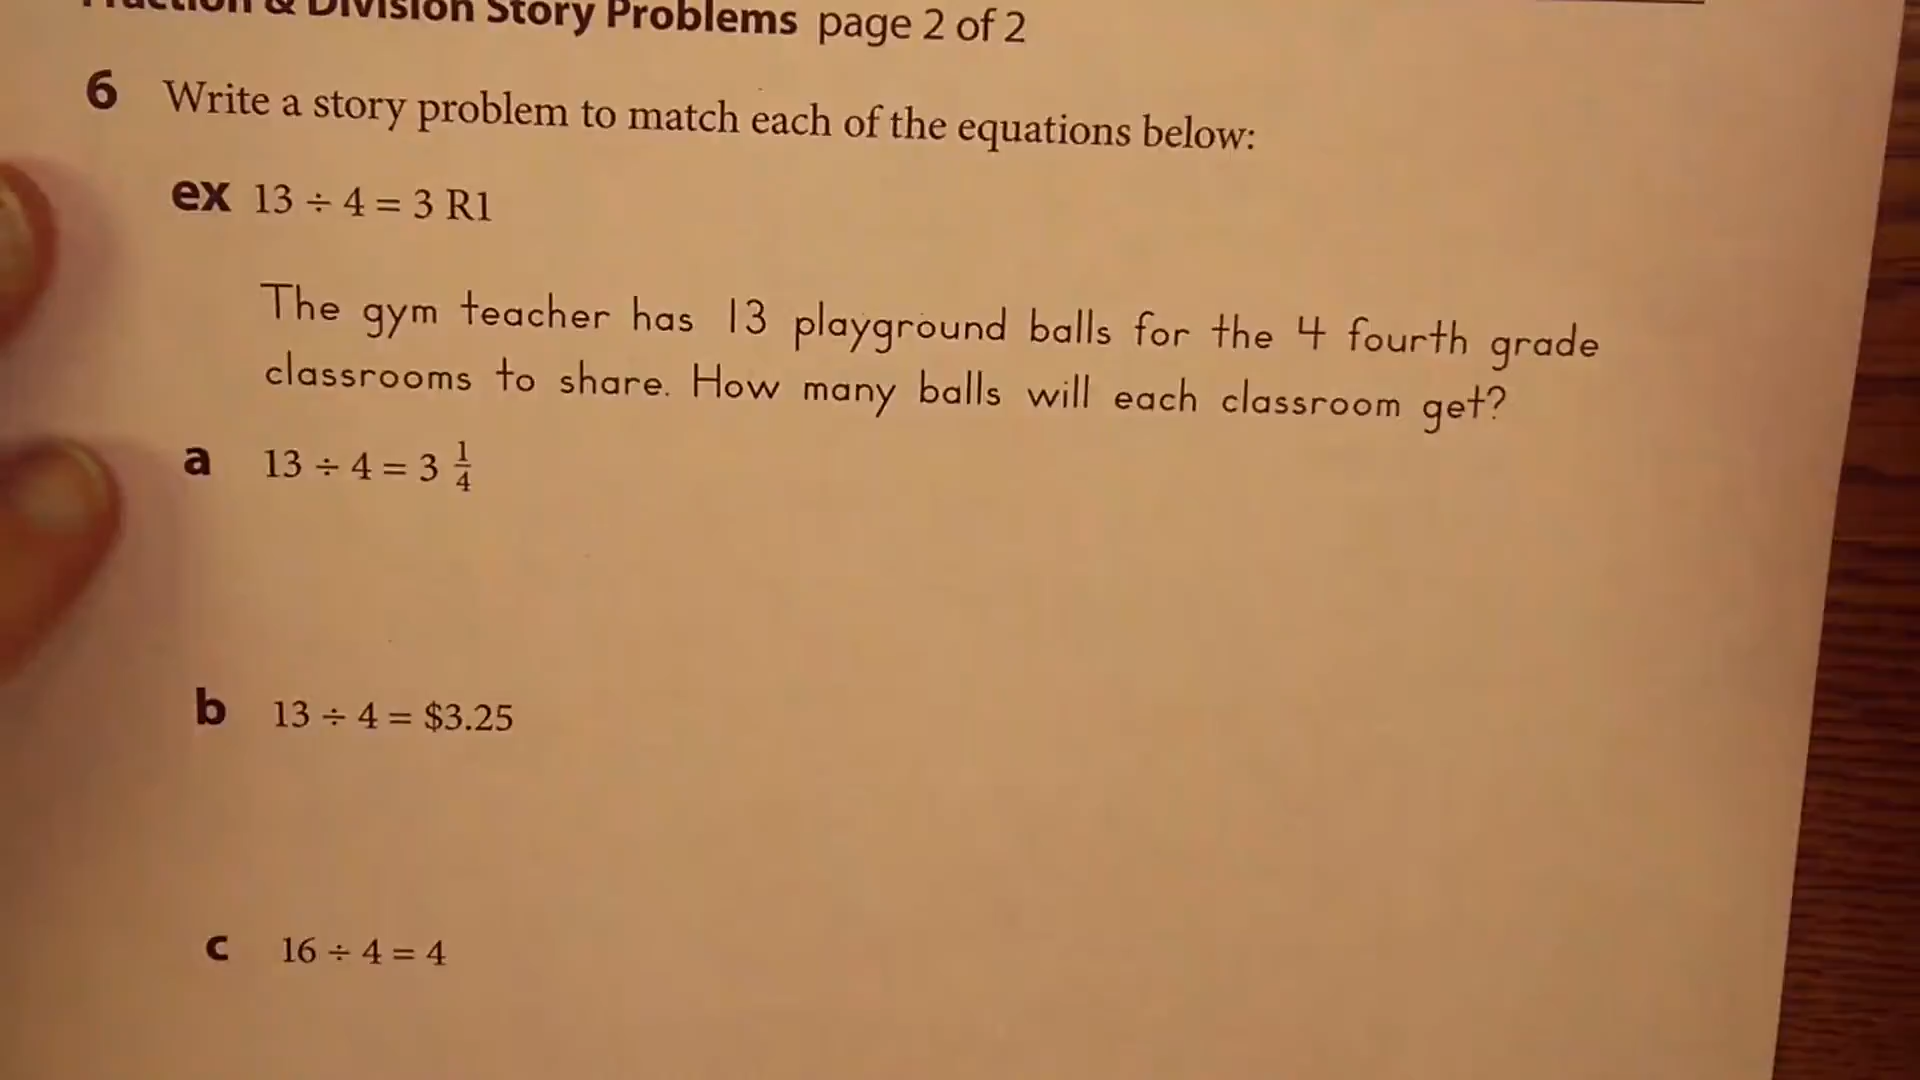 Fraction & Division Story Problems page 2 of 2
6 Write a story problem to match each of the equations below:
ex 13 ÷ 4 = 3 R1
The gym teacher has 13 playground balls for the 4 fourth grade
classrooms to share. How many balls will each classroom get?
a 13 ÷ 4 = 3 1/4
b 13 ÷ 4 = $3.25
c 16 ÷ 4 = 4